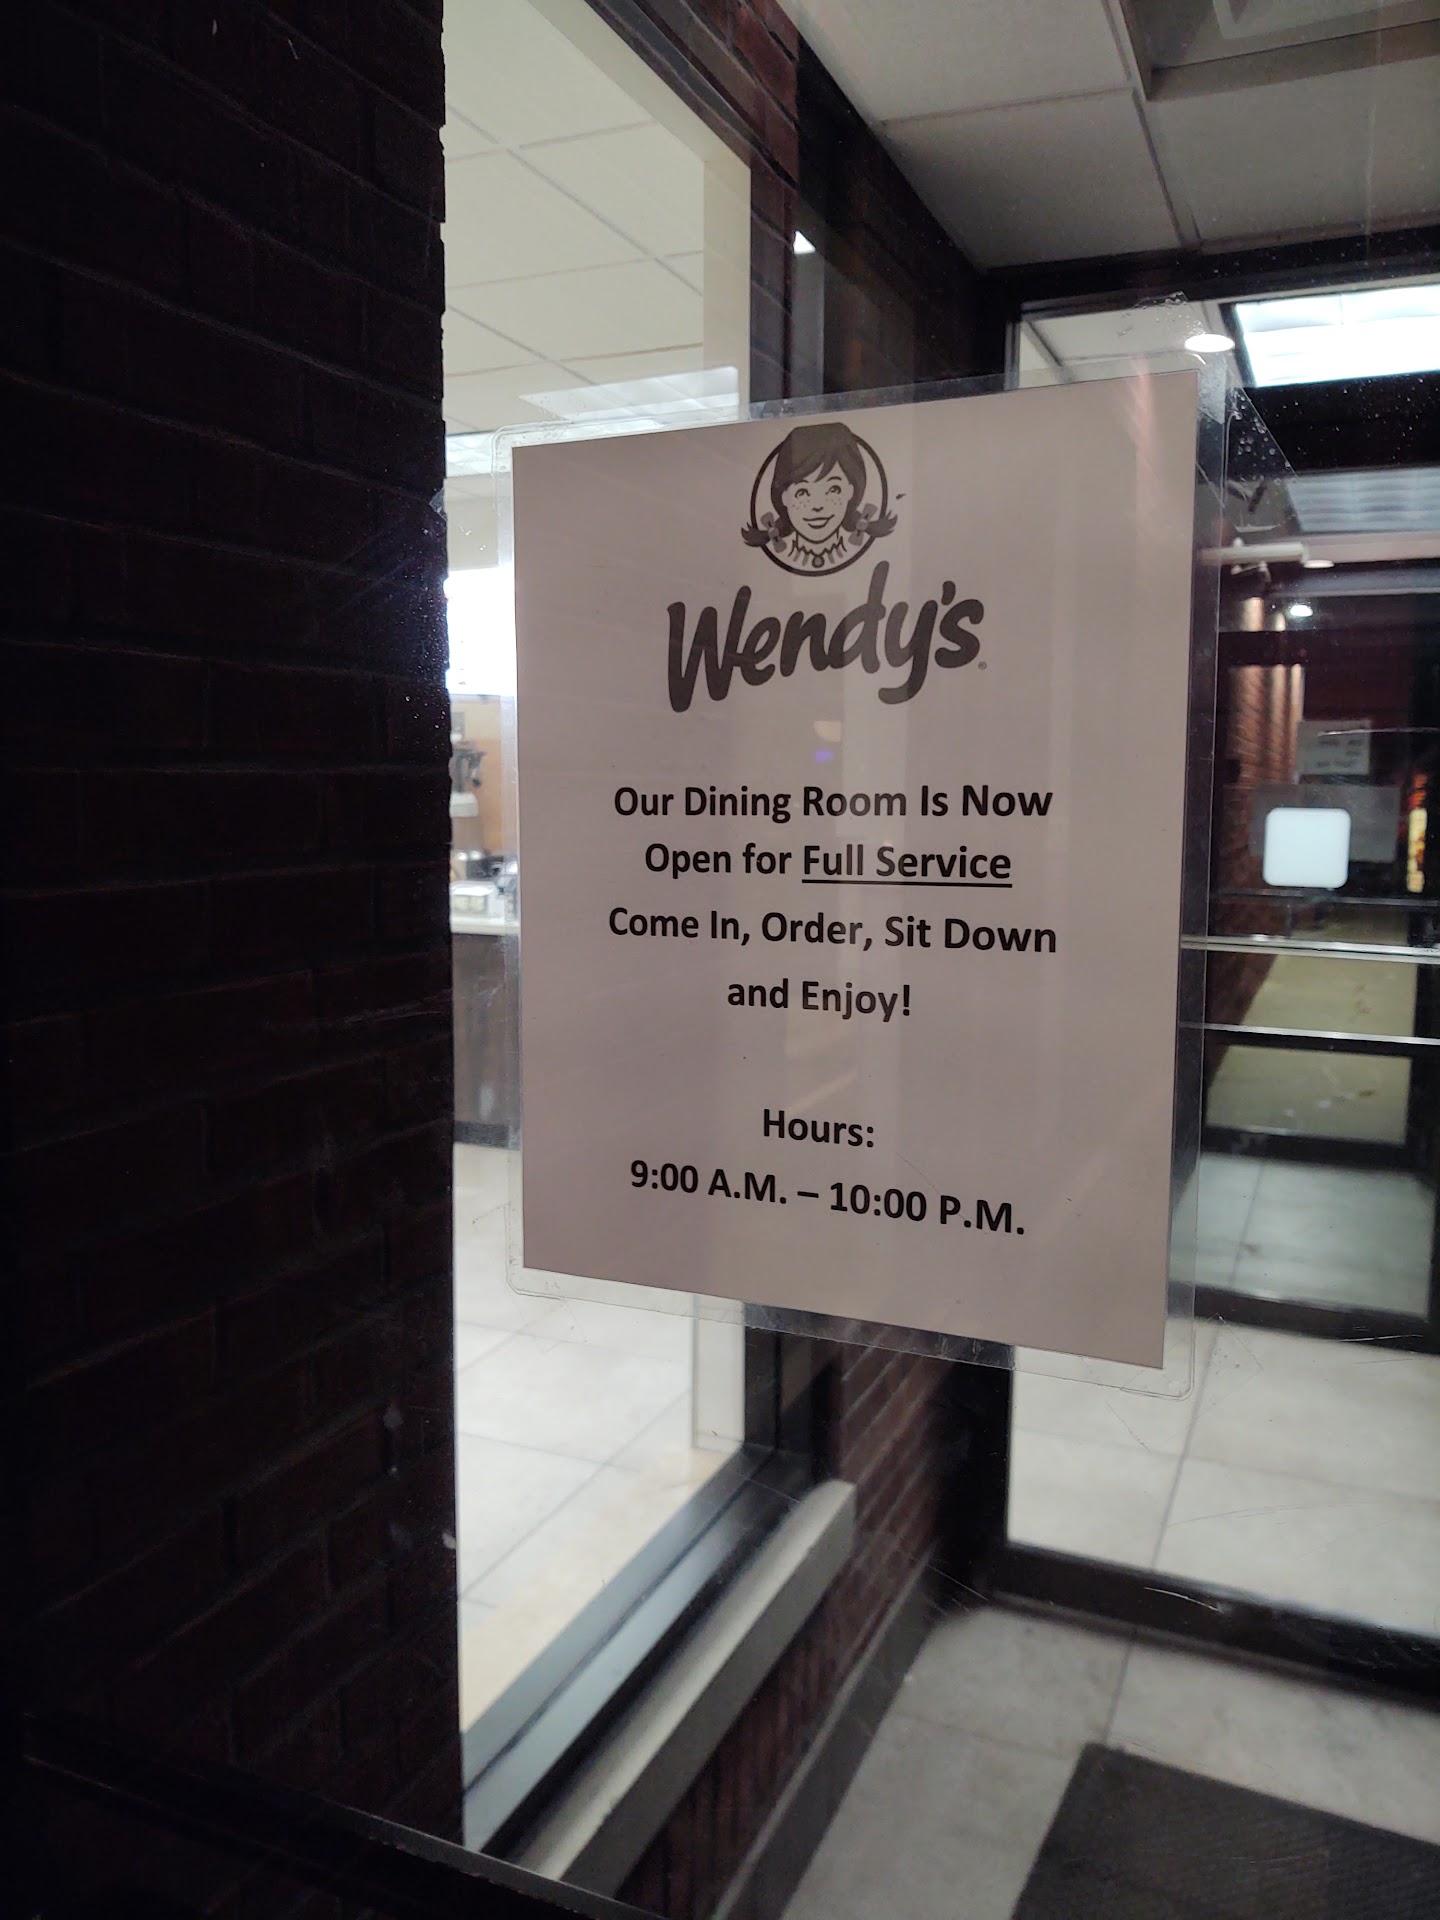 Wendy's
Our Dining Room Is Now
Open for Full Service
Come In, Order, Sit Down
and Enjoy!
Hours:
9:00 A.M. – 10:00 P.M.